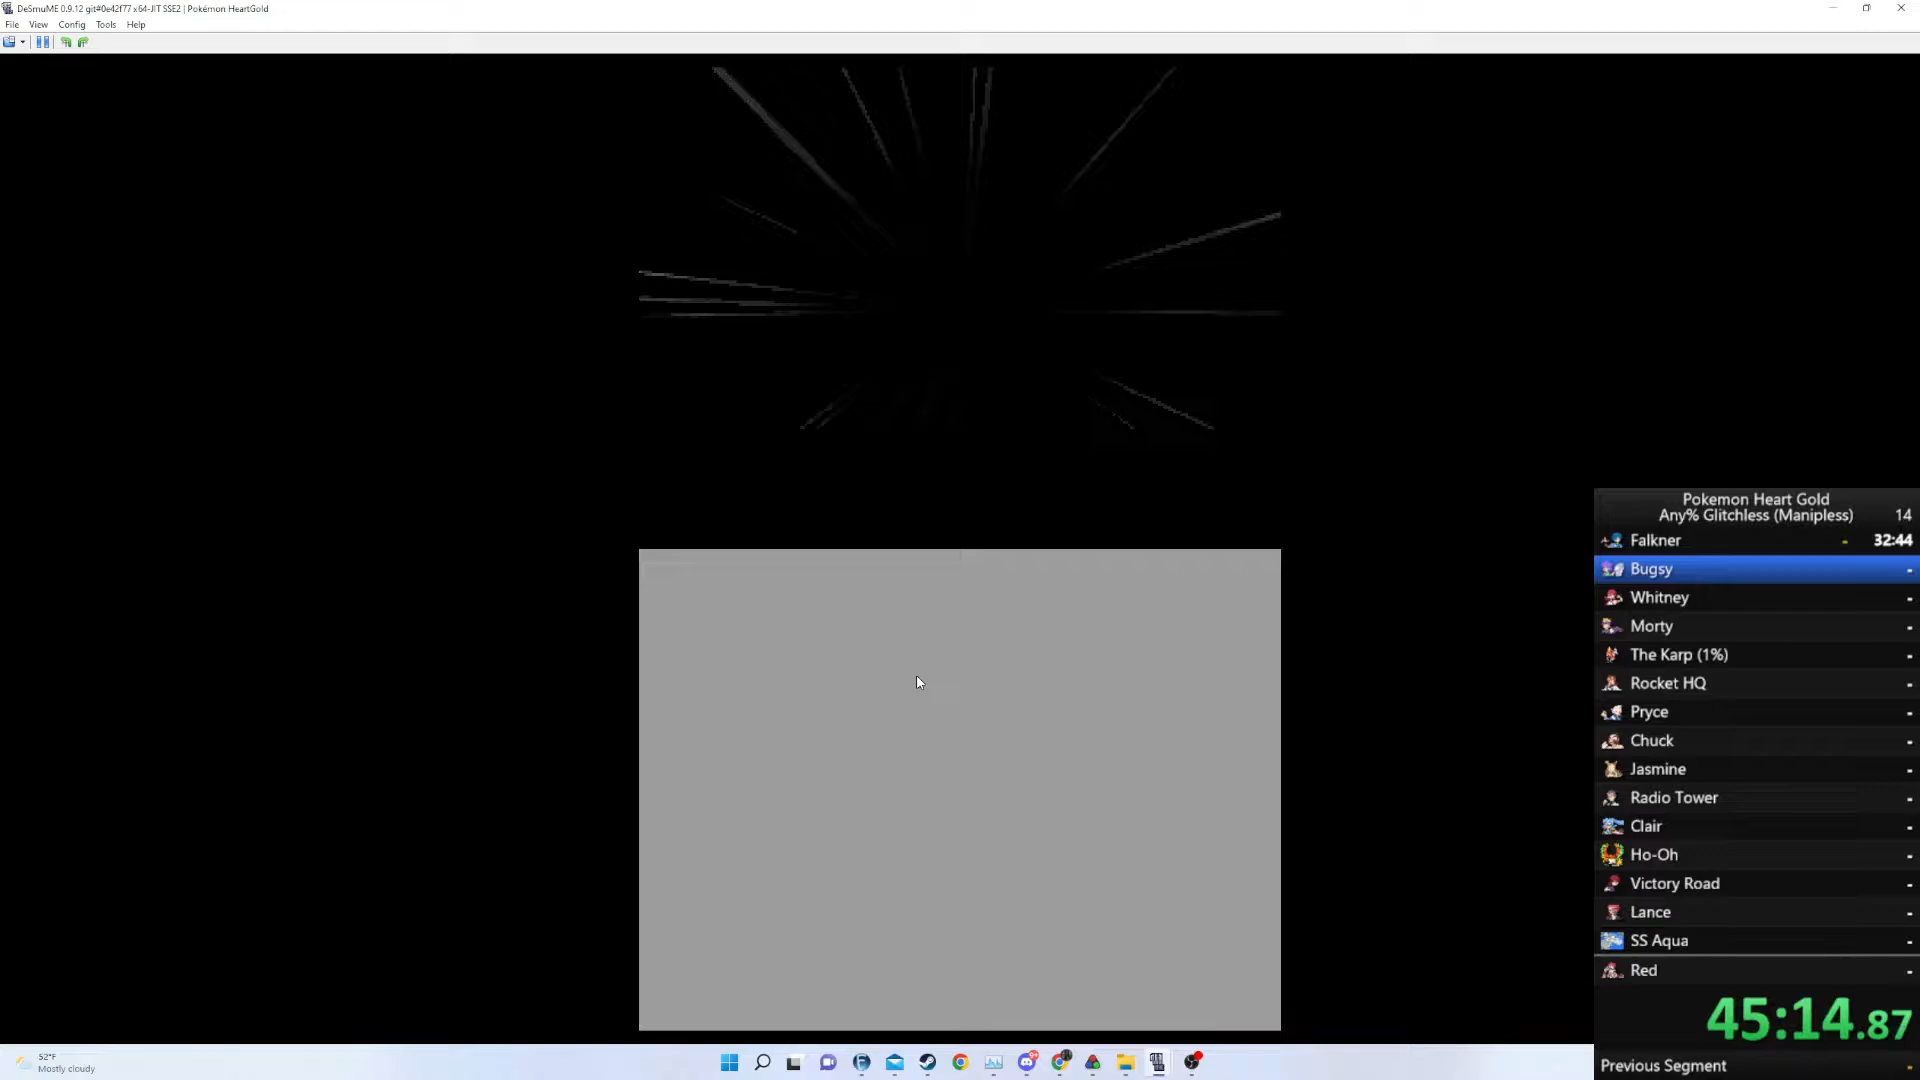 DeSmuME 0.9.12 git#0e42f77 x64-JIT SSE2 | Pokémon HeartGold
File View Config Tools Help
Pokemon Heart Gold
Any% Glitchless (Manipless) 14
Falkner - 32:44
Bugsy -
Whitney -
Morty -
The Karp (1%) -
Rocket HQ -
Pryce -
Chuck -
Jasmine -
Radio Tower -
Clair -
Ho-Oh -
Victory Road -
Lance -
SS Aqua -
Red -
45:14.87
Previous Segment -
52°F
Mostly cloudy